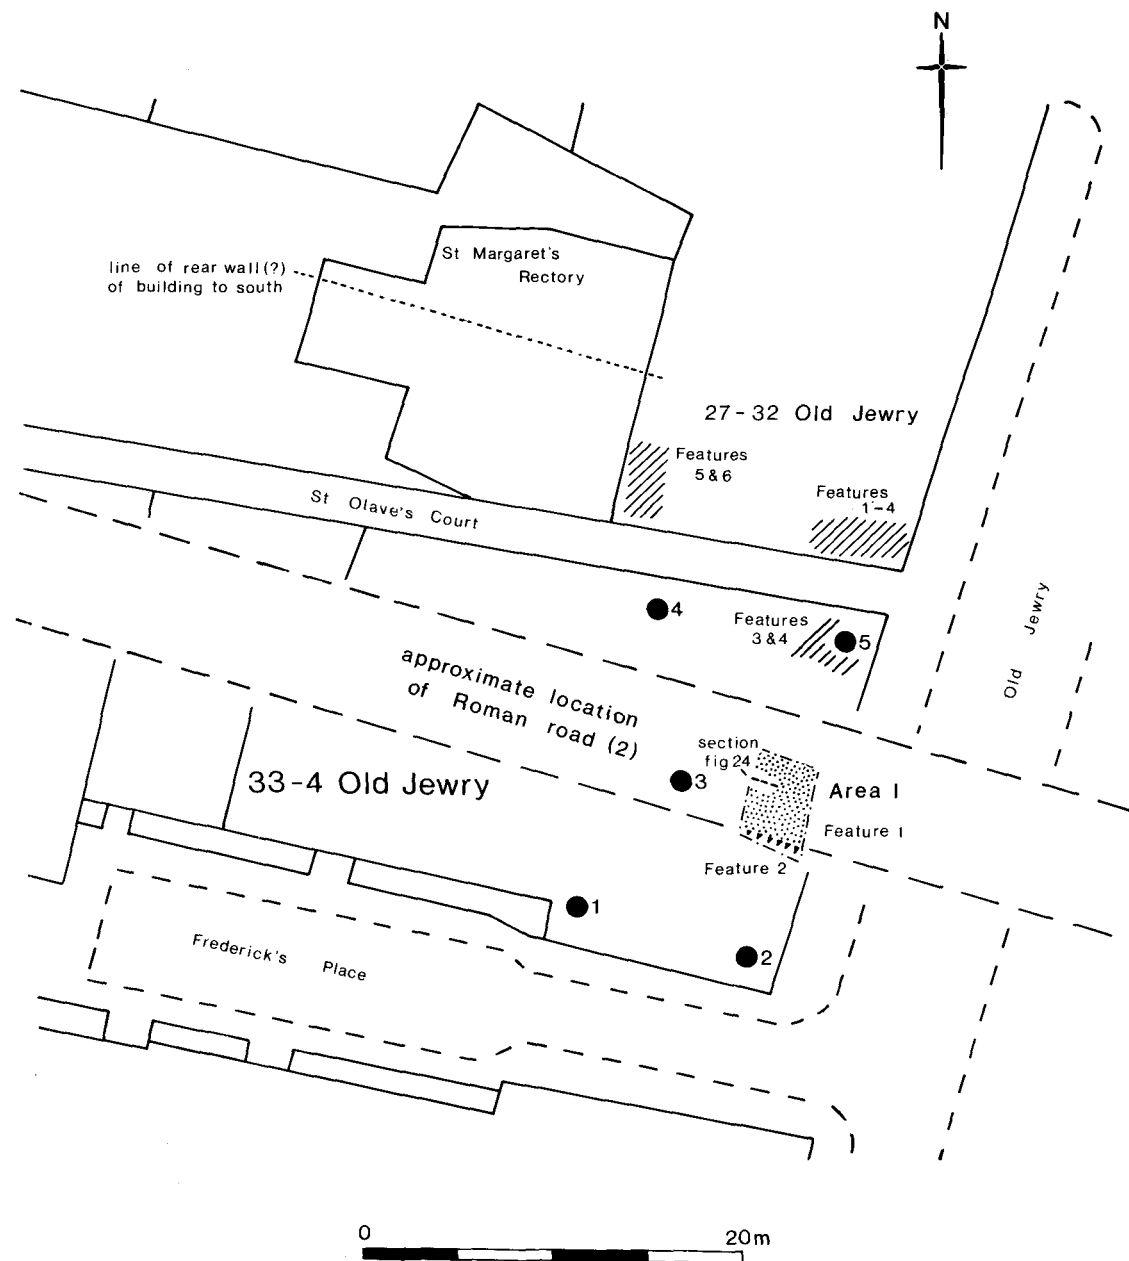 N
St Margaret's
Rectory
line of rear wall(?)
of building to south
27-32 Old Jewry
Features
5&6
Features
1-4
St Olave's Court
4
Features
3&4
5
Old Jewry
approximate location
of Roman road (2)
section
fig24
3
Area I
33-4 Old Jewry
Feature 1
Feature 2
1
2
Frederick's Place
0
20m